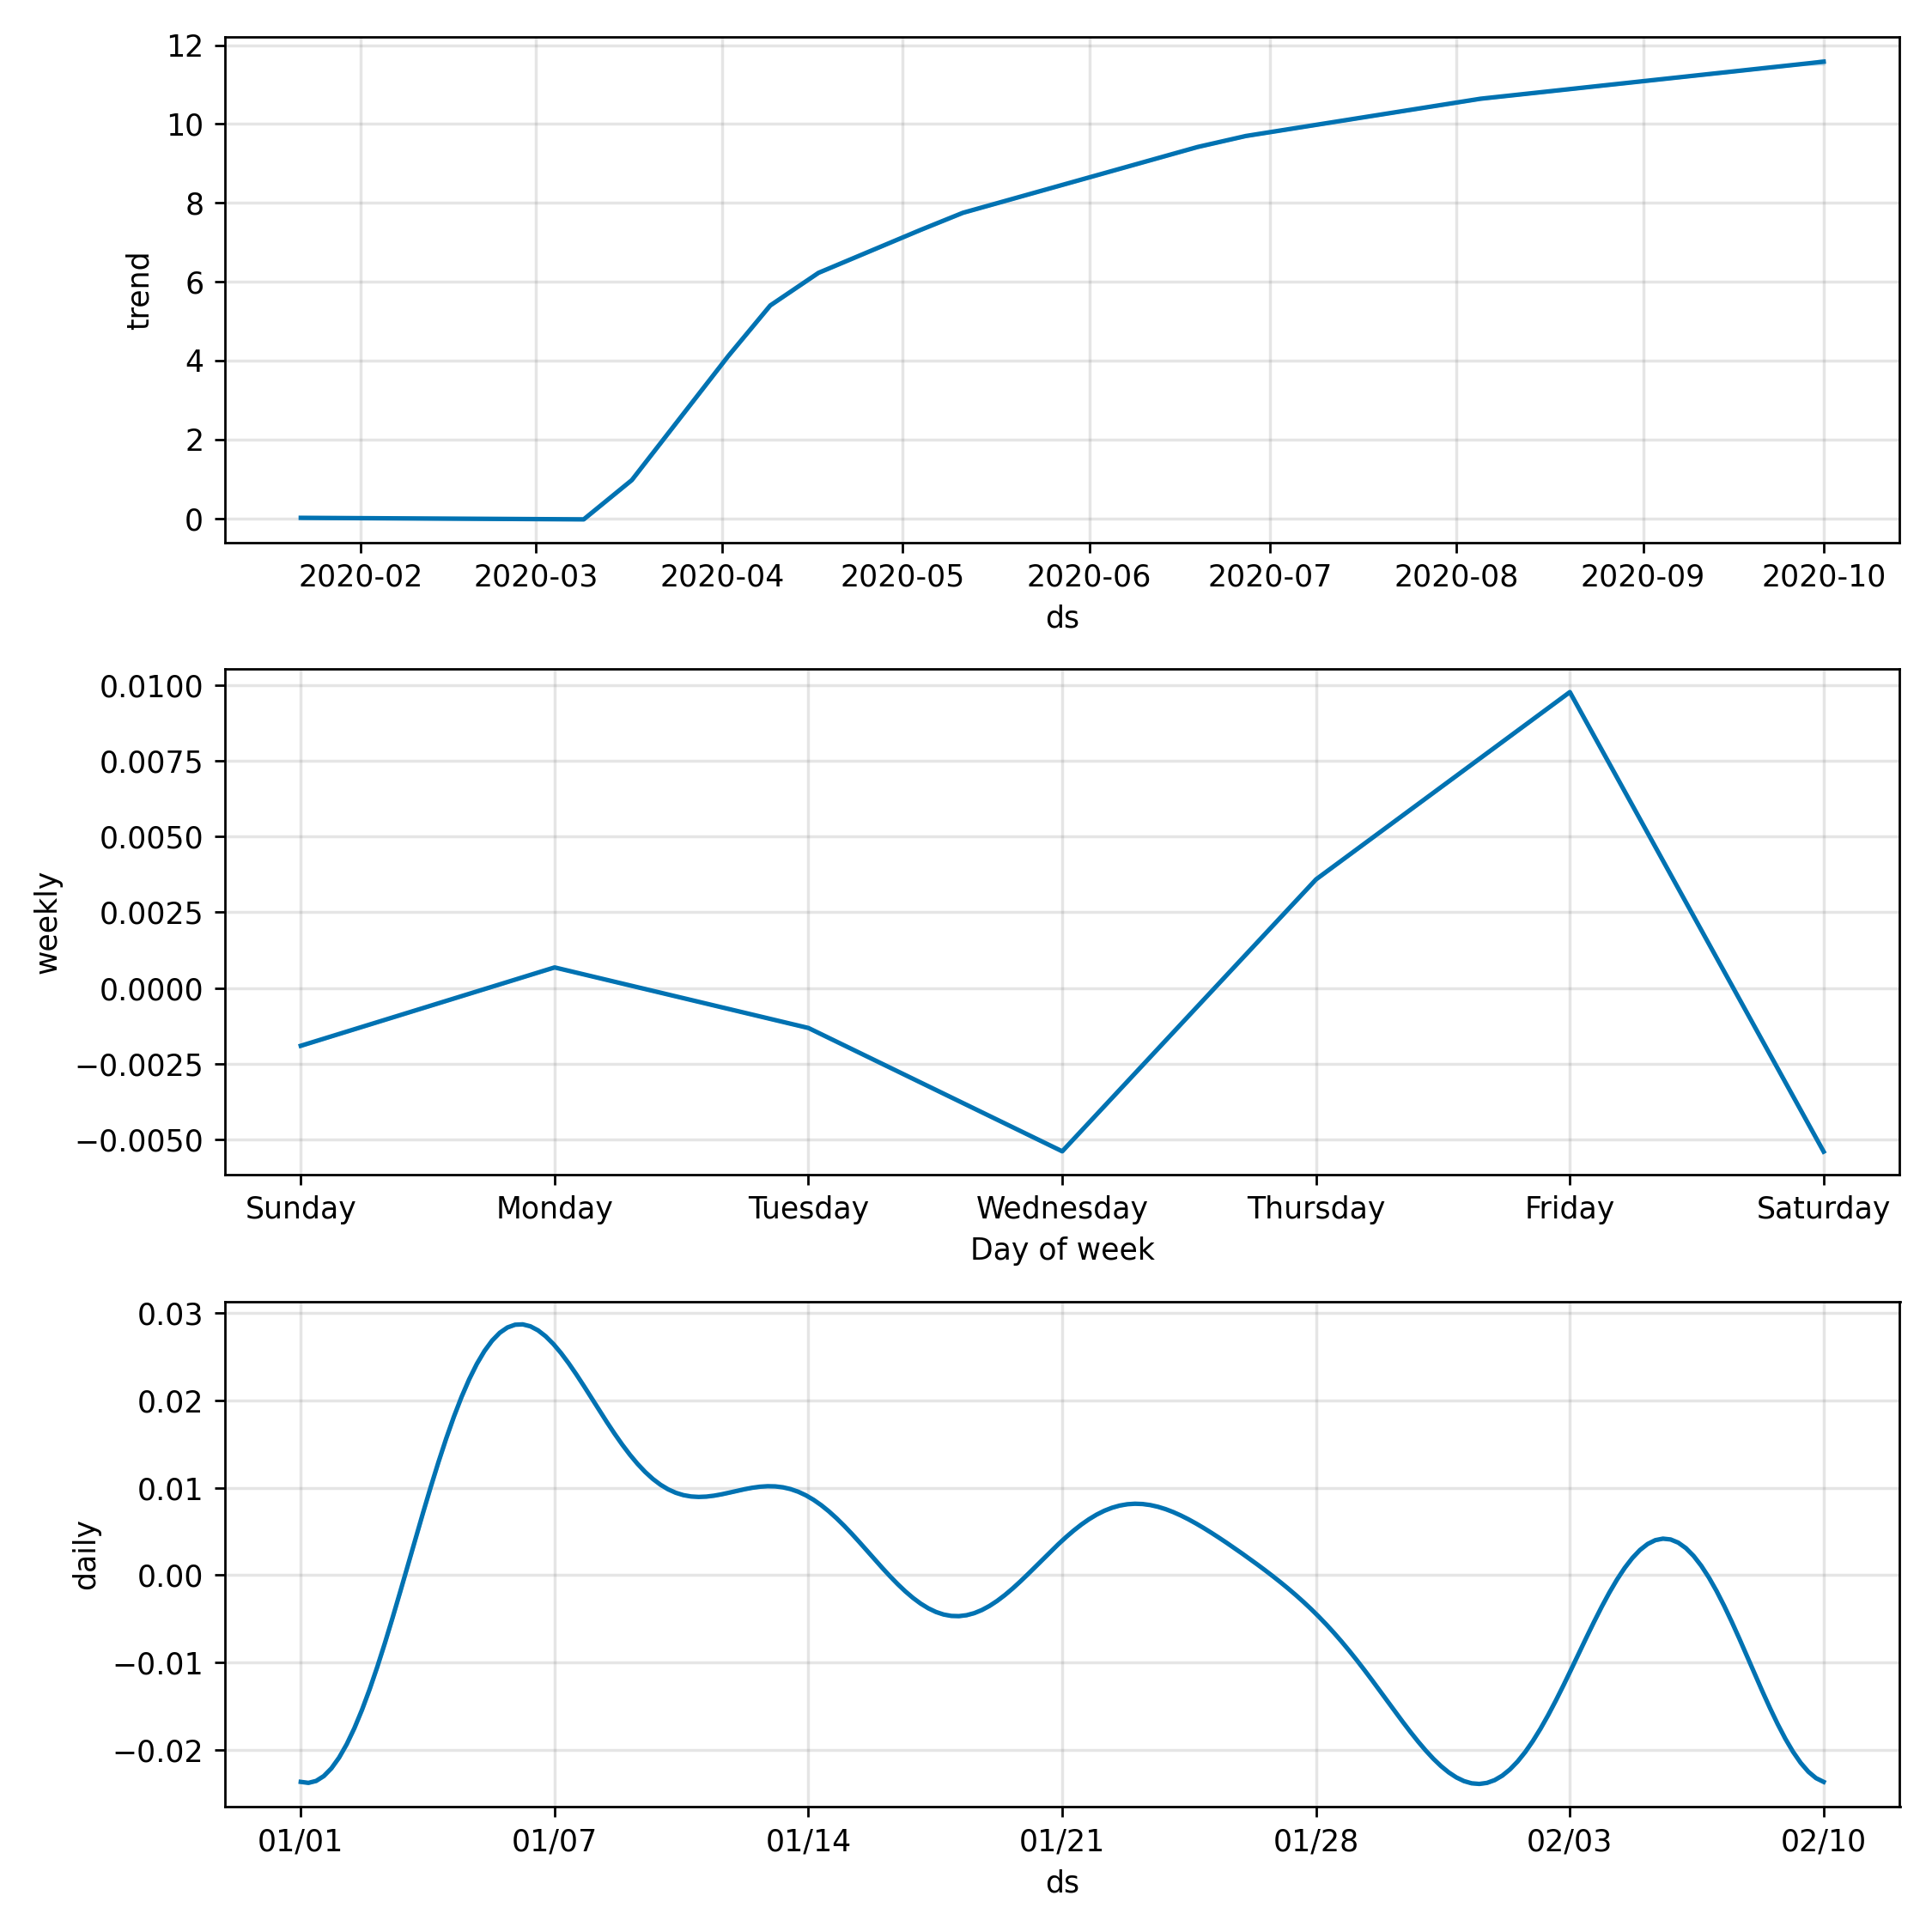 12
10
8
6
4
2
0
trend
2020-02 2020-03 2020-04 2020-05 2020-06 2020-07 2020-08 2020-09 2020-10
ds
0.0100
0.0075
0.0050
0.0025
0.0000
−0.0025
−0.0050
weekly
Sunday Monday Tuesday Wednesday Thursday Friday Saturday
Day of week
0.03
0.02
0.01
0.00
−0.01
−0.02
daily
01/01 01/07 01/14 01/21 01/28 02/03 02/10
ds